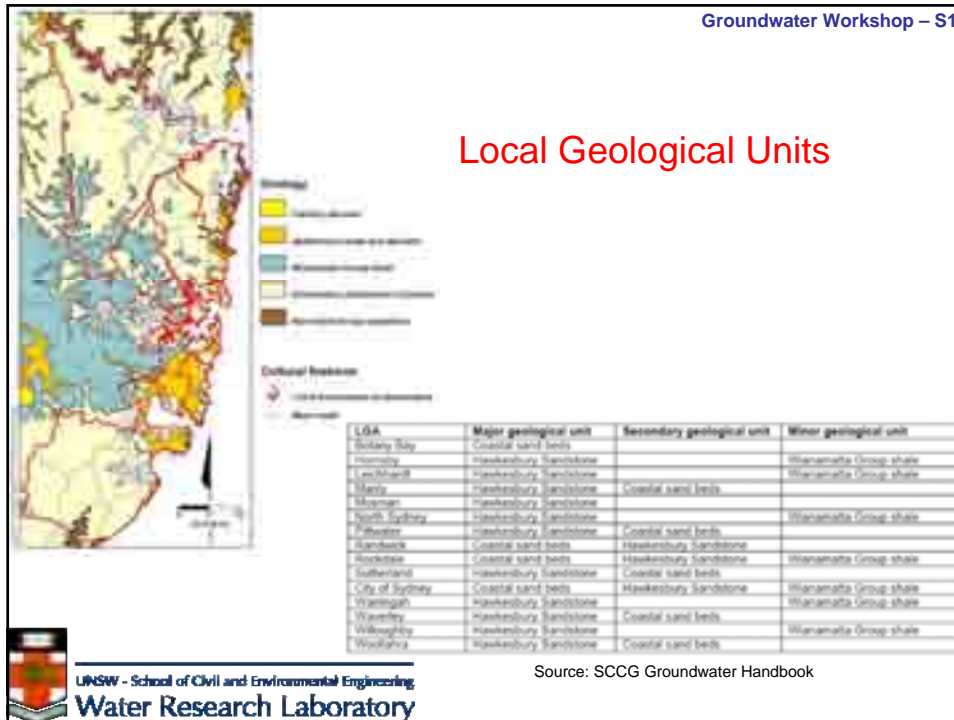 Groundwater Workshop – S1
Local Geological Units
Geology
Cultural Features
LGA Major geological unit Secondary geological unit Minor geological unit
Botany Bay Coastal sand beds
Hornsby Hawkesbury Sandstone Wianamatta Group shale
Leichhardt Hawkesbury Sandstone Wianamatta Group shale
Manly Hawkesbury Sandstone Coastal sand beds
Mosman Hawkesbury Sandstone
North Sydney Hawkesbury Sandstone Wianamatta Group shale
Pittwater Hawkesbury Sandstone Coastal sand beds
Randwick Coastal sand beds Hawkesbury Sandstone
Rockdale Coastal sand beds Hawkesbury Sandstone Wianamatta Group shale
Sutherland Hawkesbury Sandstone Coastal sand beds
City of Sydney Coastal sand beds Hawkesbury Sandstone Wianamatta Group shale
Warringah Hawkesbury Sandstone Wianamatta Group shale
Waverley Hawkesbury Sandstone Coastal sand beds
Willoughby Hawkesbury Sandstone Wianamatta Group shale
Woollahra Hawkesbury Sandstone Coastal sand beds
Source: SCCG Groundwater Handbook
UNSW - School of Civil and Environmental Engineering
Water Research Laboratory